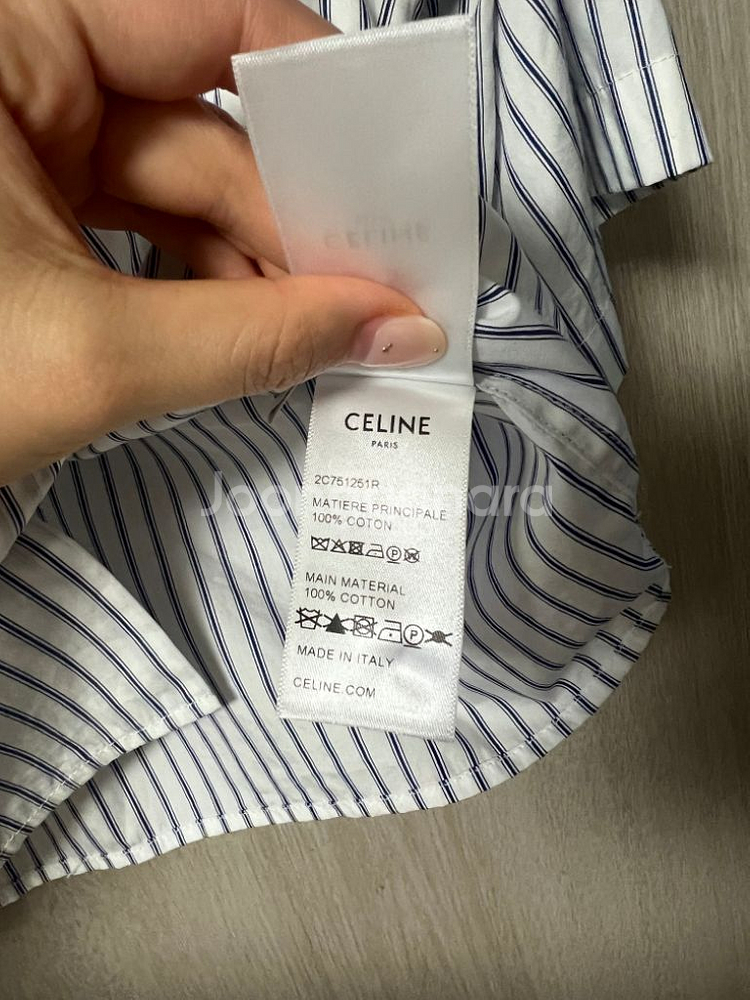 CELINE
PARIS
2C751251R
MATIERE PRINCIPALE
100% COTON
P
MAIN MATERIAL
100% COTTON
P
MADE IN ITALY
CELINE.COM